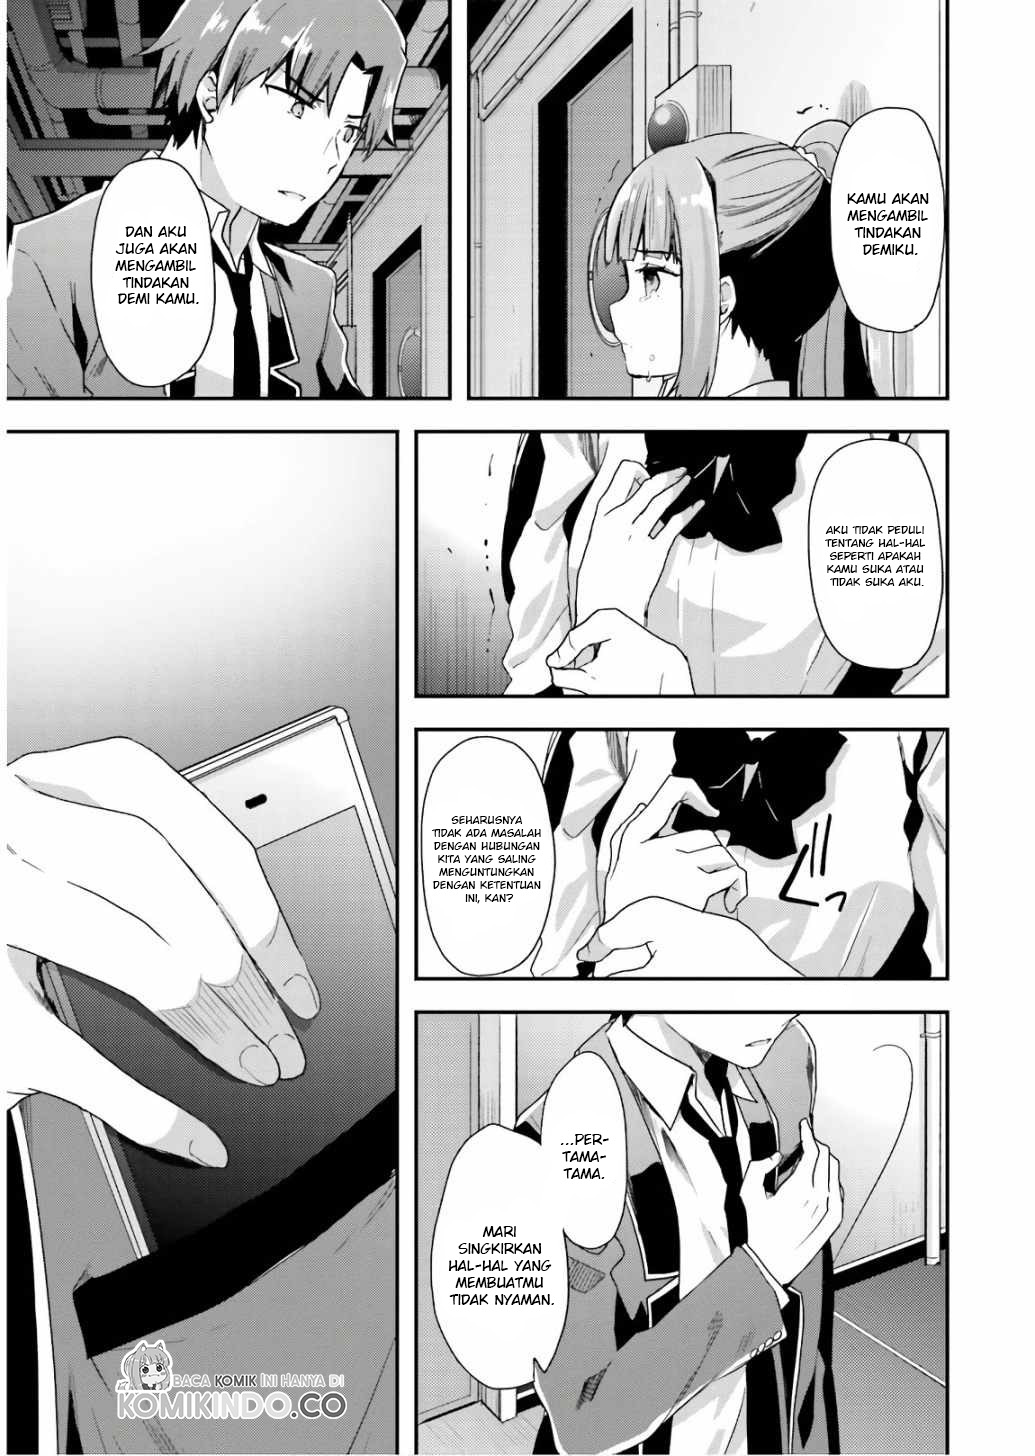 KAMU AKAN
MENGAMBIL
TINDAKAN
DEMIKU.
DAN AKU
JUGA AKAN
MENGAMBIL
TINDAKAN
DEMI KAMU.
AKU TIDAK PEDULI
TENTANG HAL-HAL
SEPERTI APAKAH
KAMU SUKA ATAU
TIDAK SUKA AKU.
SEHARUSNYA
TIDAK ADA MASALAH
DENGAN HUBUNGAN
KITA YANG SALING
MENGUNTUNGKAN
DENGAN KETENTUAN
INI, KAN?
...PER-
TAMA-
TAMA.
MARI
SINGKIRKAN
HAL-HAL YANG
MEMBUATMU
TIDAK NYAMAN.
BACA KOMIK INI HANYA DI
KOMIKINDO.CO